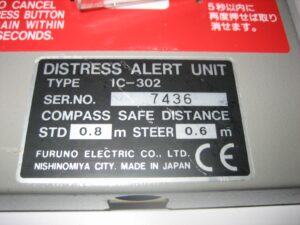 O CANCEL
PRESS BUTTON
AIN WITHIN
SECONDS.
5秒以内に
再度押せば取り
消せます。
DISTRESS ALERT UNIT
TYPE IC-302
SER.NO. 7436
COMPASS SAFE DISTANCE
STD 0.8 m STEER 0.6 m
FURUNO ELECTRIC CO., LTD.
NISHINOMIYA CITY. MADE IN JAPAN
CE